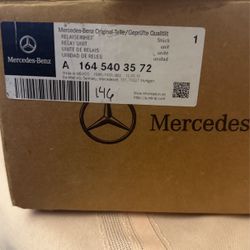 Mercedes-Benz Original-Teile/Geprüfte Qualität
RELAISEINHEIT
RELAY UNIT
UNITE DE RELAIS
UNIDAD DE RELES
Stück
unit
unité
unidad
1
Mercedes-Benz
A 164 540 35 72
146
Mercedes